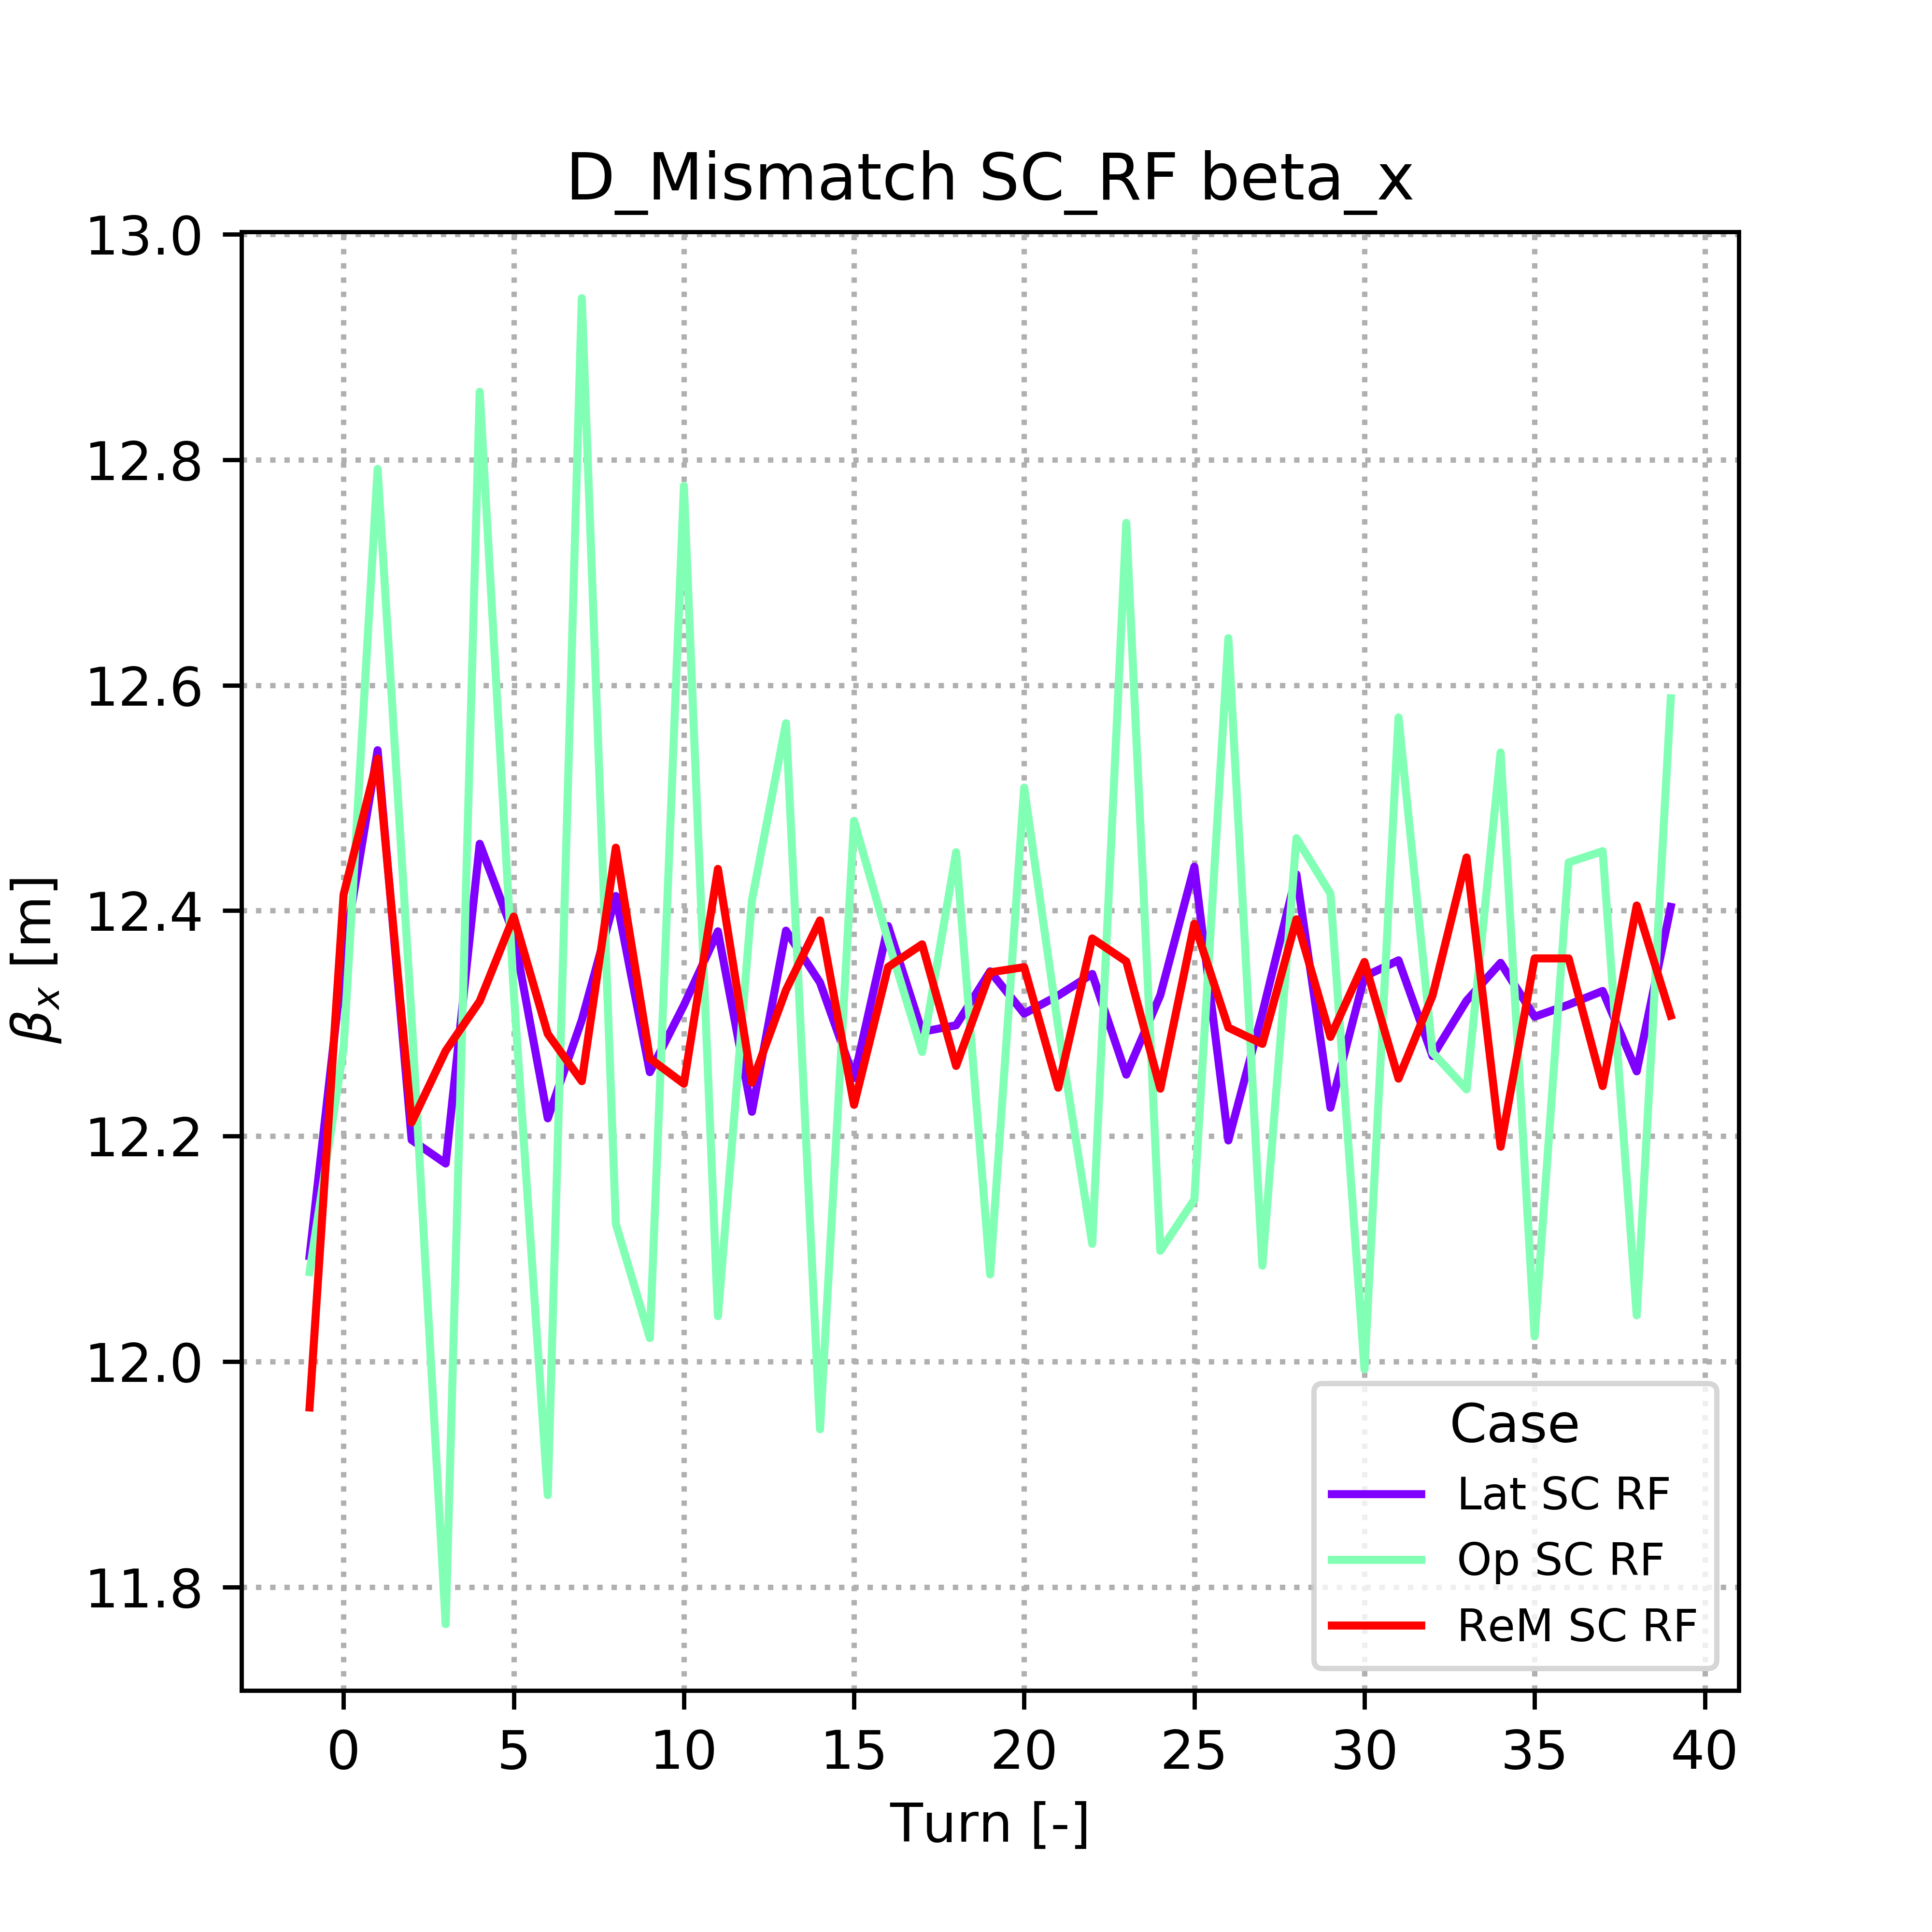 D_Mismatch SC_RF beta_x
13.0
12.8
12.6
12.4
12.2
12.0
11.8
βx [m]
0 5 10 15 20 25 30 35 40
Turn [-]
Case
Lat SC RF
Op SC RF
ReM SC RF